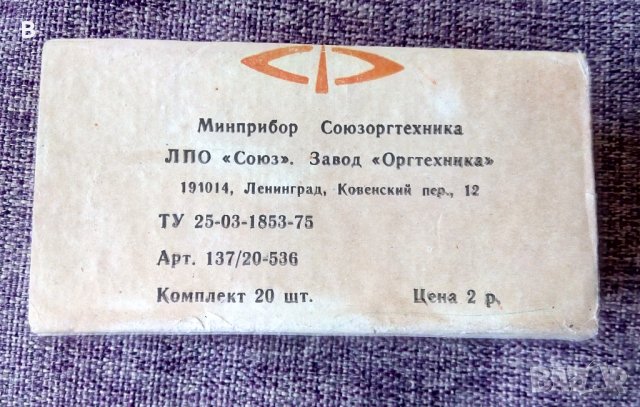 B
Минприбор Союзоргтехника
ЛПО «Союз». Завод «Оргтехника»
191014, Ленинград, Ковенский пер., 12
ТУ 25-03-1853-75
Арт. 137/20-536
Комплект 20 шт. Цена 2 р.
BAZAR